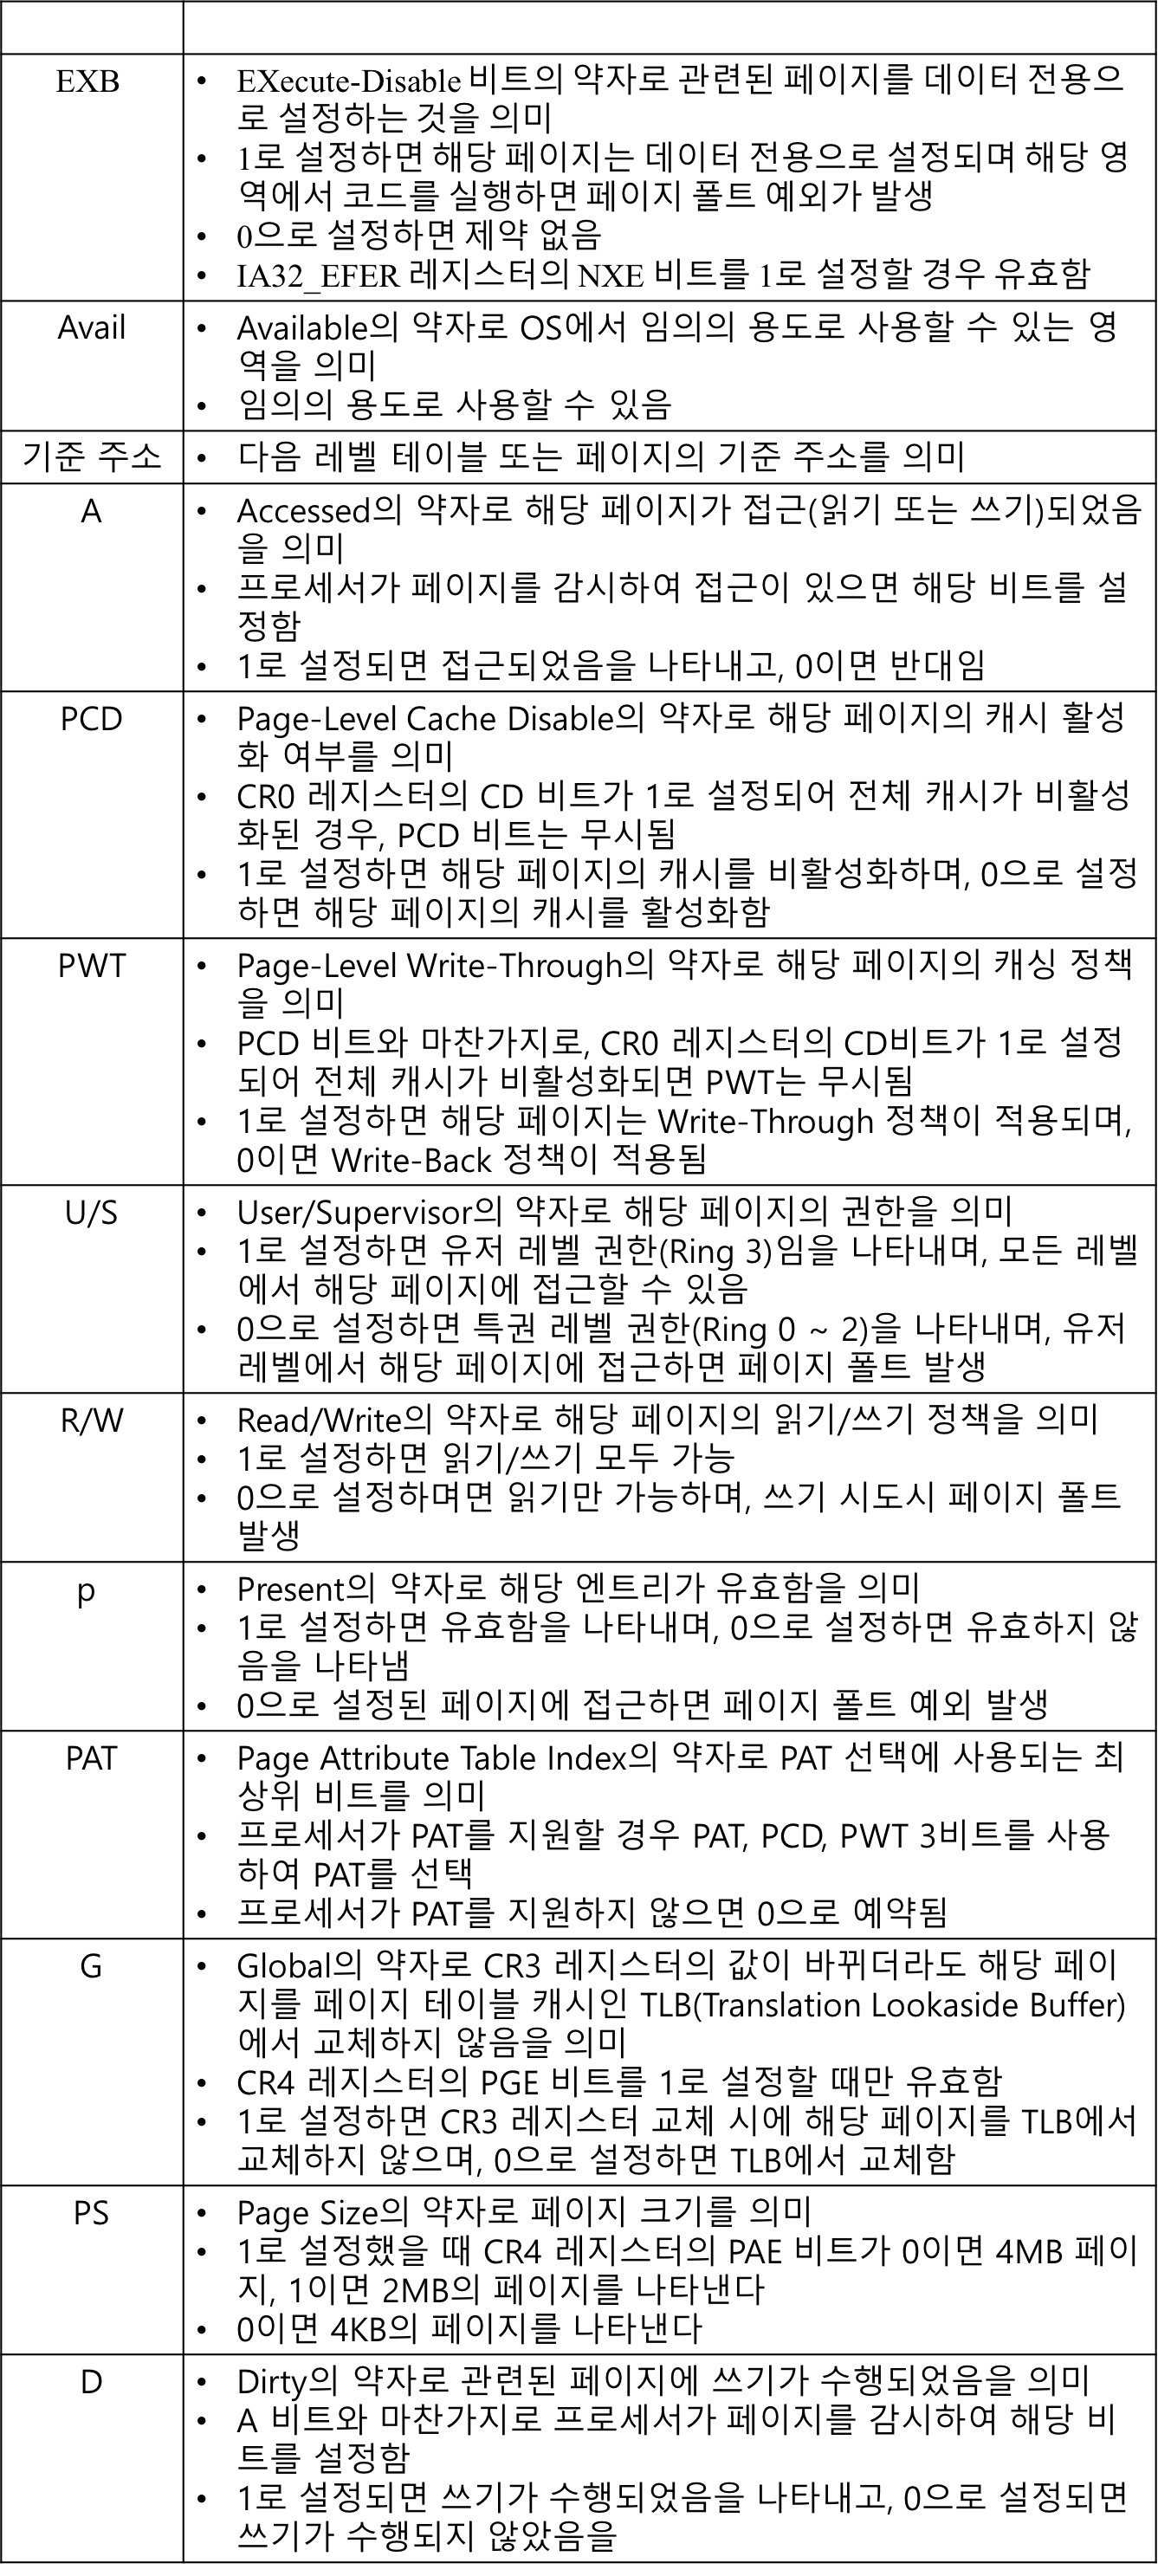 EXB
• EXecute-Disable 비트의 약자로 관련된 페이지를 데이터 전용으
로 설정하는 것을 의미
• 1로 설정하면 해당 페이지는 데이터 전용으로 설정되며 해당 영
역에서 코드를 실행하면 페이지 폴트 예외가 발생
• 0으로 설정하면 제약 없음
• IA32_EFER 레지스터의 NXE 비트를 1로 설정할 경우 유효함
Avail
• Available의 약자로 OS에서 임의의 용도로 사용할 수 있는 영
역을 의미
• 임의의 용도로 사용할 수 있음
기준 주소
• 다음 레벨 테이블 또는 페이지의 기준 주소를 의미
A
• Accessed의 약자로 해당 페이지가 접근(읽기 또는 쓰기)되었음
을 의미
• 프로세서가 페이지를 감시하여 접근이 있으면 해당 비트를 설
정함
• 1로 설정되면 접근되었음을 나타내고, 0이면 반대임
PCD
• Page-Level Cache Disable의 약자로 해당 페이지의 캐시 활성
화 여부를 의미
• CR0 레지스터의 CD 비트가 1로 설정되어 전체 캐시가 비활성
화된 경우, PCD 비트는 무시됨
• 1로 설정하면 해당 페이지의 캐시를 비활성화하며, 0으로 설정
하면 해당 페이지의 캐시를 활성화함
PWT
• Page-Level Write-Through의 약자로 해당 페이지의 캐싱 정책
을 의미
• PCD 비트와 마찬가지로, CR0 레지스터의 CD비트가 1로 설정
되어 전체 캐시가 비활성화되면 PWT는 무시됨
• 1로 설정하면 해당 페이지는 Write-Through 정책이 적용되며,
0이면 Write-Back 정책이 적용됨
U/S
• User/Supervisor의 약자로 해당 페이지의 권한을 의미
• 1로 설정하면 유저 레벨 권한(Ring 3)임을 나타내며, 모든 레벨
에서 해당 페이지에 접근할 수 있음
• 0으로 설정하면 특권 레벨 권한(Ring 0 ~ 2)을 나타내며, 유저
레벨에서 해당 페이지에 접근하면 페이지 폴트 발생
R/W
• Read/Write의 약자로 해당 페이지의 읽기/쓰기 정책을 의미
• 1로 설정하면 읽기/쓰기 모두 가능
• 0으로 설정하며면 읽기만 가능하며, 쓰기 시도시 페이지 폴트
발생
p
• Present의 약자로 해당 엔트리가 유효함을 의미
• 1로 설정하면 유효함을 나타내며, 0으로 설정하면 유효하지 않
음을 나타냄
• 0으로 설정된 페이지에 접근하면 페이지 폴트 예외 발생
PAT
• Page Attribute Table Index의 약자로 PAT 선택에 사용되는 최
상위 비트를 의미
• 프로세서가 PAT를 지원할 경우 PAT, PCD, PWT 3비트를 사용
하여 PAT를 선택
• 프로세서가 PAT를 지원하지 않으면 0으로 예약됨
G
• Global의 약자로 CR3 레지스터의 값이 바뀌더라도 해당 페이
지를 페이지 테이블 캐시인 TLB(Translation Lookaside Buffer)
에서 교체하지 않음을 의미
• CR4 레지스터의 PGE 비트를 1로 설정할 때만 유효함
• 1로 설정하면 CR3 레지스터 교체 시에 해당 페이지를 TLB에서
교체하지 않으며, 0으로 설정하면 TLB에서 교체함
PS
• Page Size의 약자로 페이지 크기를 의미
• 1로 설정했을 때 CR4 레지스터의 PAE 비트가 0이면 4MB 페이
지, 1이면 2MB의 페이지를 나타낸다
• 0이면 4KB의 페이지를 나타낸다
D
• Dirty의 약자로 관련된 페이지에 쓰기가 수행되었음을 의미
• A 비트와 마찬가지로 프로세서가 페이지를 감시하여 해당 비
트를 설정함
• 1로 설정되면 쓰기가 수행되었음을 나타내고, 0으로 설정되면
쓰기가 수행되지 않았음을